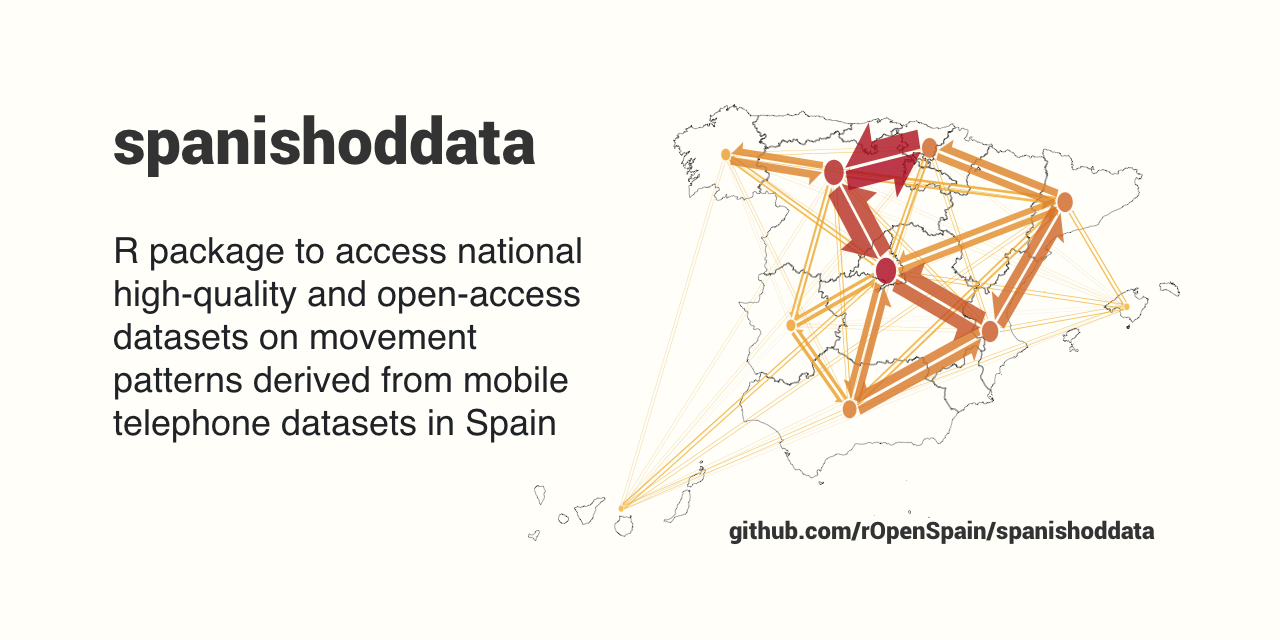 spanishoddata
R package to access national
high-quality and open-access
datasets on movement
patterns derived from mobile
telephone datasets in Spain
github.com/rOpenSpain/spanishoddata